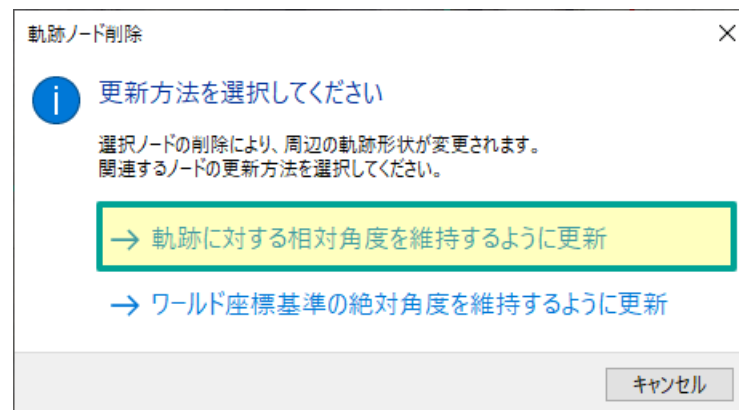 軌跡ノード削除
更新方法を選択してください
選択ノードの削除により、周辺の軌跡形状が変更されます。
関連するノードの更新方法を選択してください。
→ 軌跡に対する相対角度を維持するように更新
→ ワールド座標基準の絶対角度を維持するように更新
キャンセル